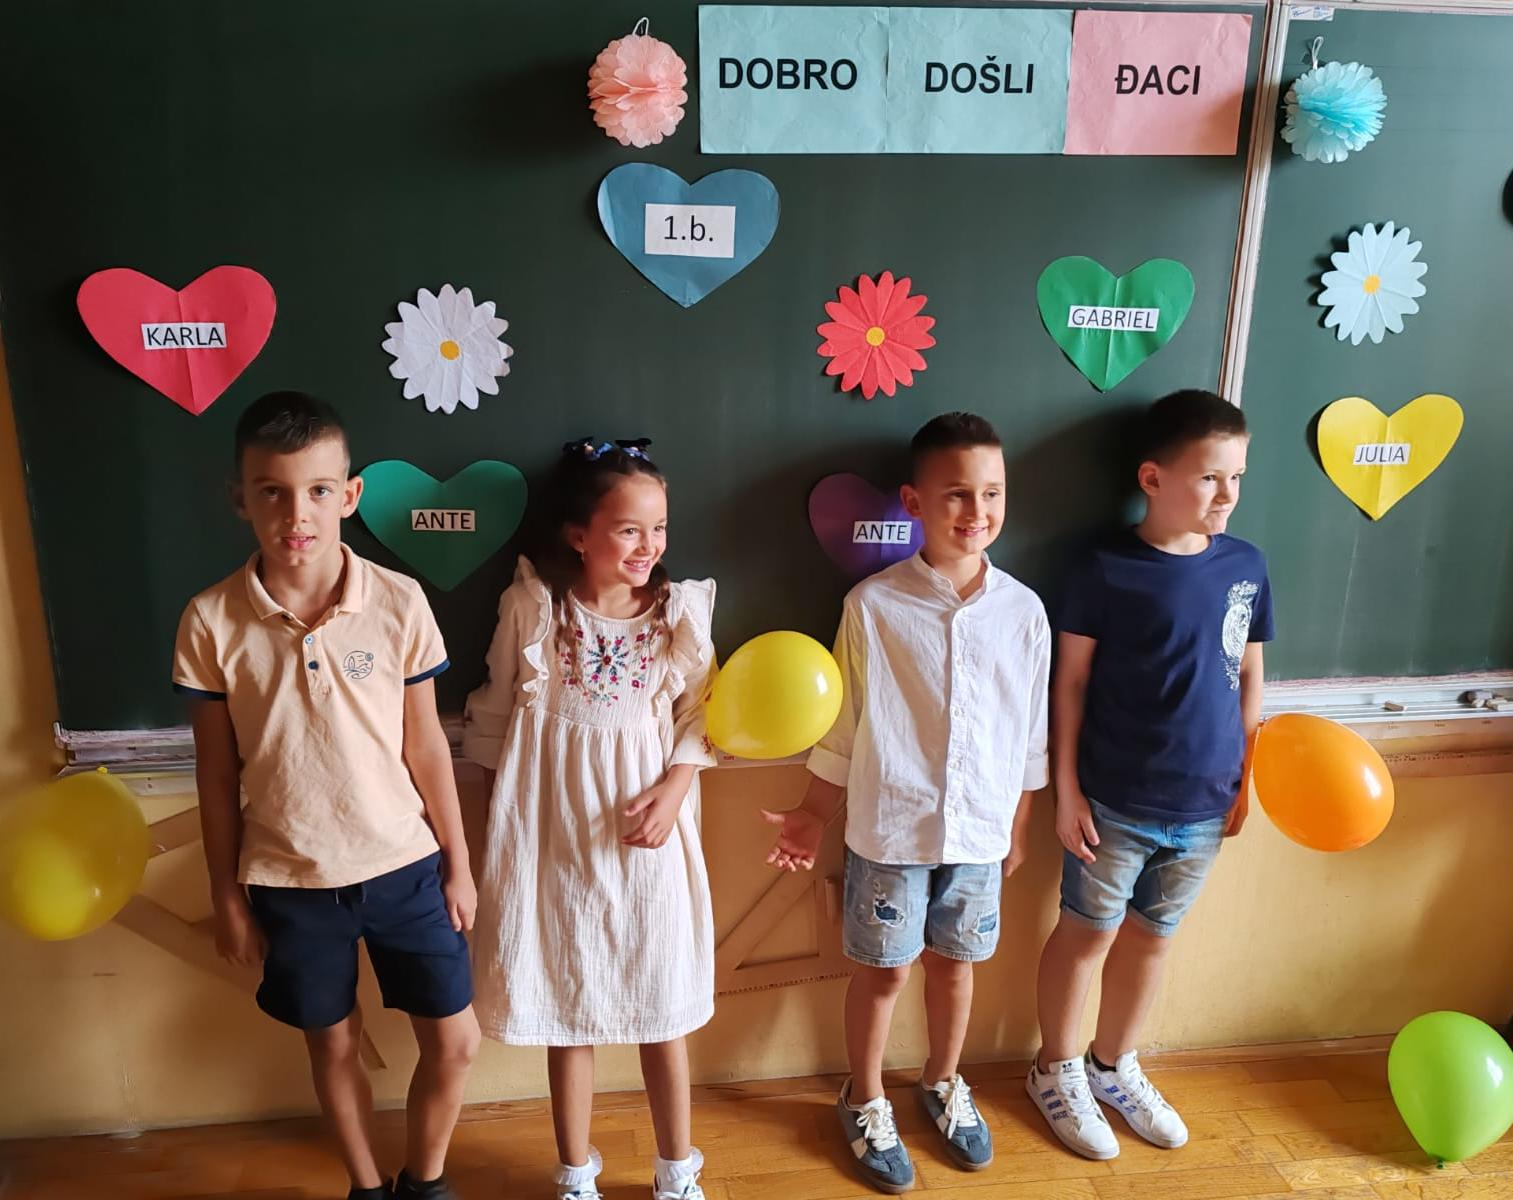 DOBRO DOŠLI ĐACI
1.b.
KARLA
GABRIEL
ANTE
ANTE
JULIA